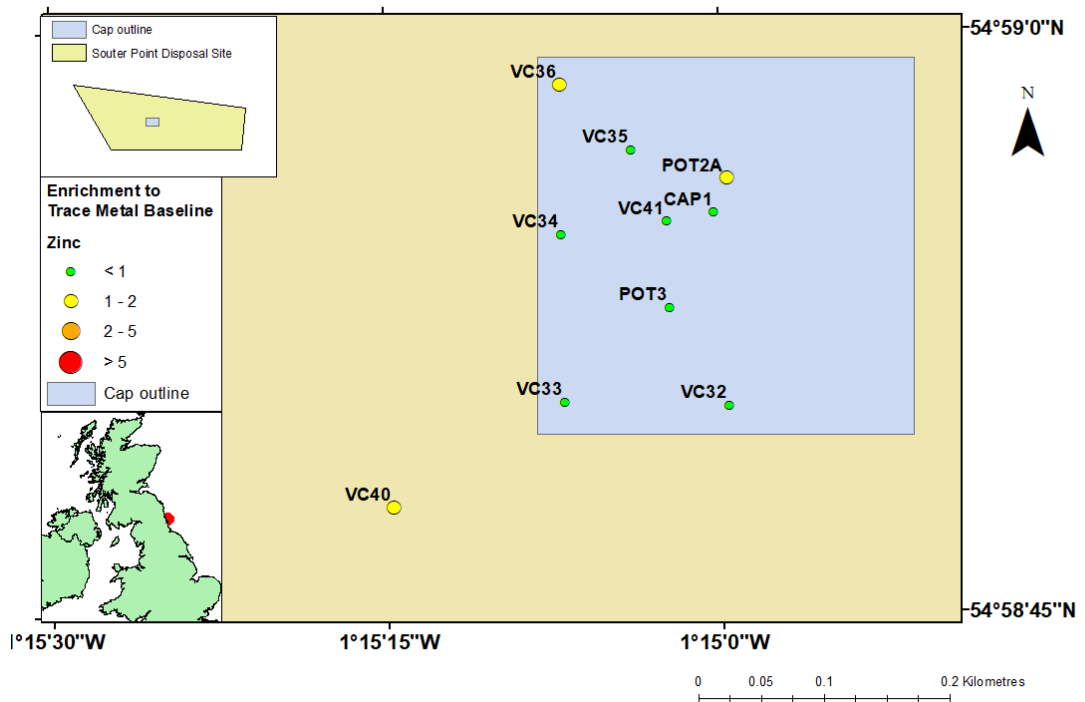 Cap outline
Souter Point Disposal Site
54°59'0"N
N
VC36
VC35
POT2A
Enrichment to
Trace Metal Baseline
CAP1
VC41
VC34
Zinc
< 1
1 - 2
2 - 5
> 5
Cap outline
POT3
VC33
VC32
VC40
54°58'45"N
1°15'30"W
1°15'15"W
1°15'0"W
0 0.05 0.1 0.2 Kilometres